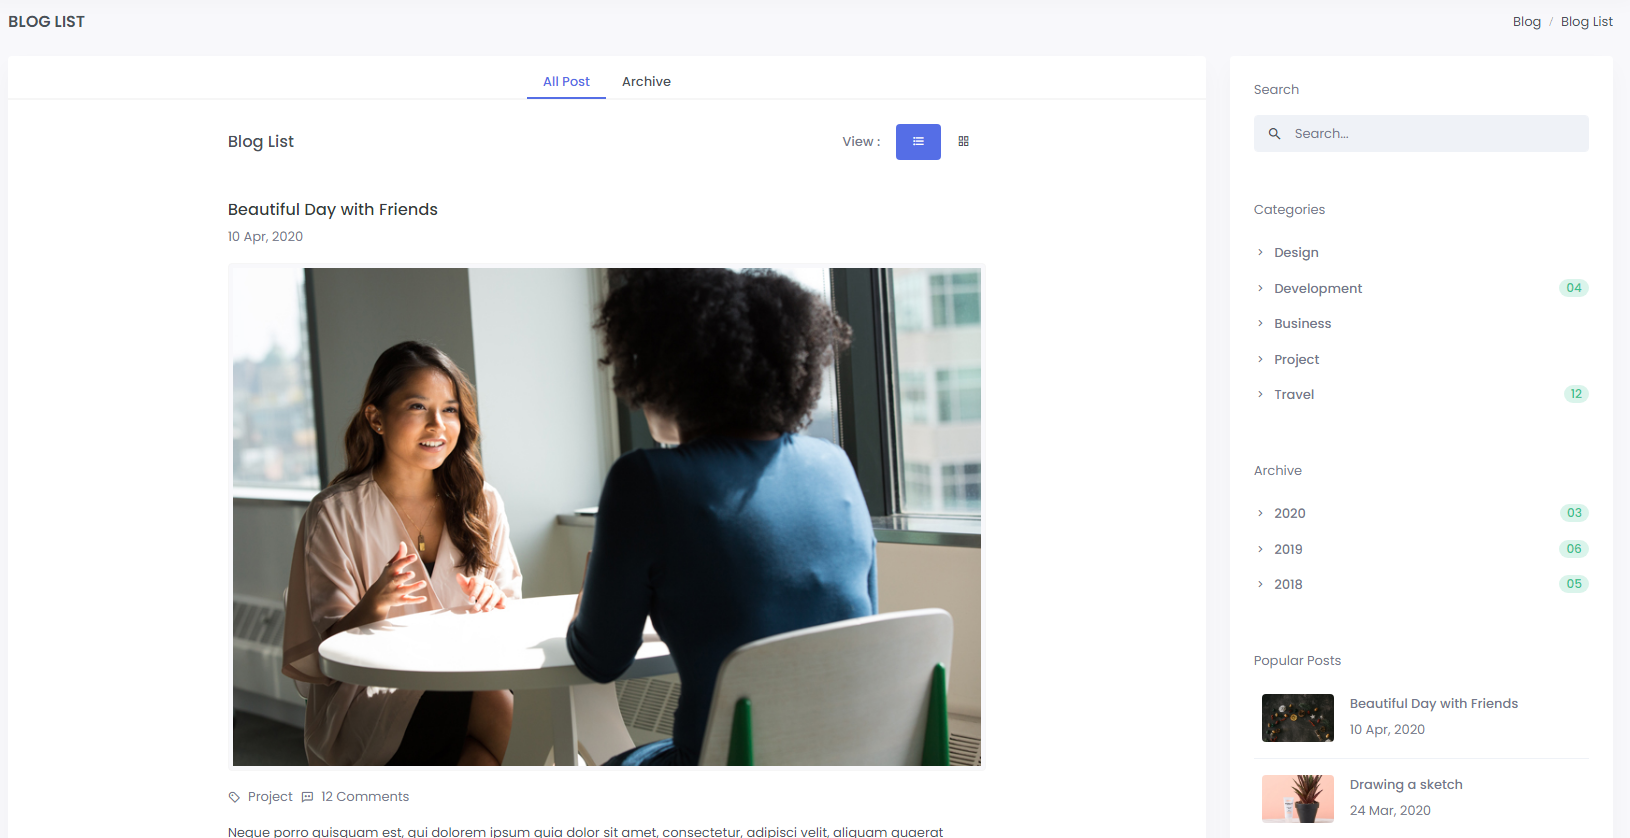 BLOG LIST
Blog / Blog List
All Post
Archive
Blog List
View :
Beautiful Day with Friends
10 Apr, 2020
Project
12 Comments
Neque porro quisquam est, qui dolorem ipsum quia dolor sit amet, consectetur, adipisci velit, aliquam quaerat
Search
Search...
Categories
Design
Development 04
Business
Project
Travel 12
Archive
2020 03
2019 06
2018 05
Popular Posts
Beautiful Day with Friends
10 Apr, 2020
Drawing a sketch
24 Mar, 2020